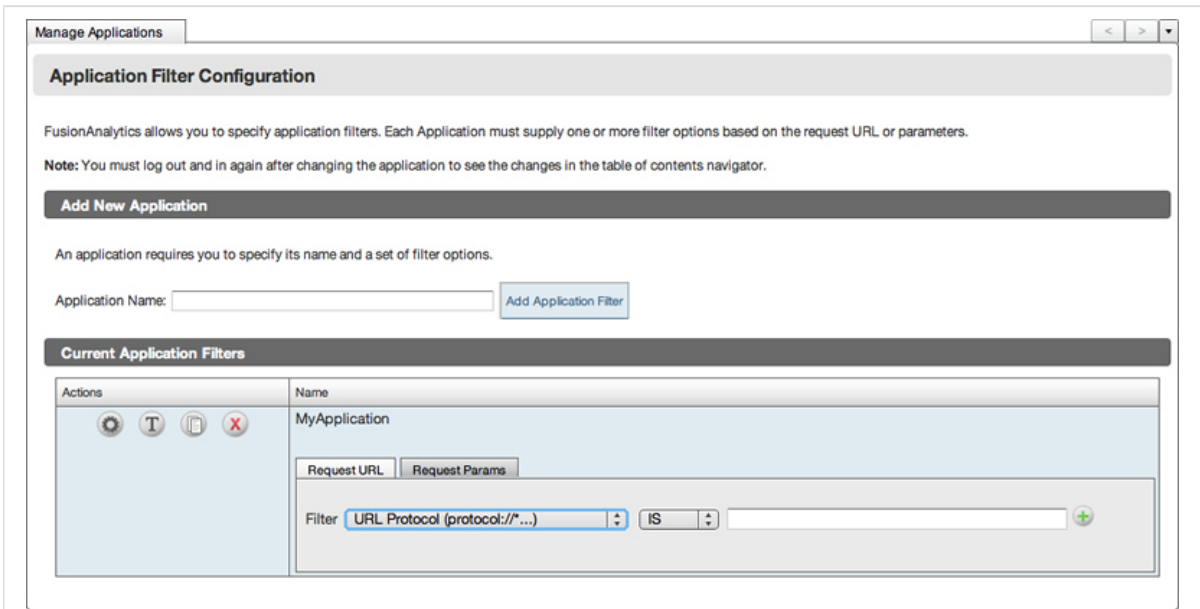 Manage Applications
< >
Application Filter Configuration
FusionAnalytics allows you to specify application filters. Each Application must supply one or more filter options based on the request URL or parameters.
Note: You must log out and in again after changing the application to see the changes in the table of contents navigator.
Add New Application
An application requires you to specify its name and a set of filter options.
Application Name: Add Application Filter
Current Application Filters
Actions Name
T X MyApplication
Request URL Request Params
Filter URL Protocol (protocol://*...) IS